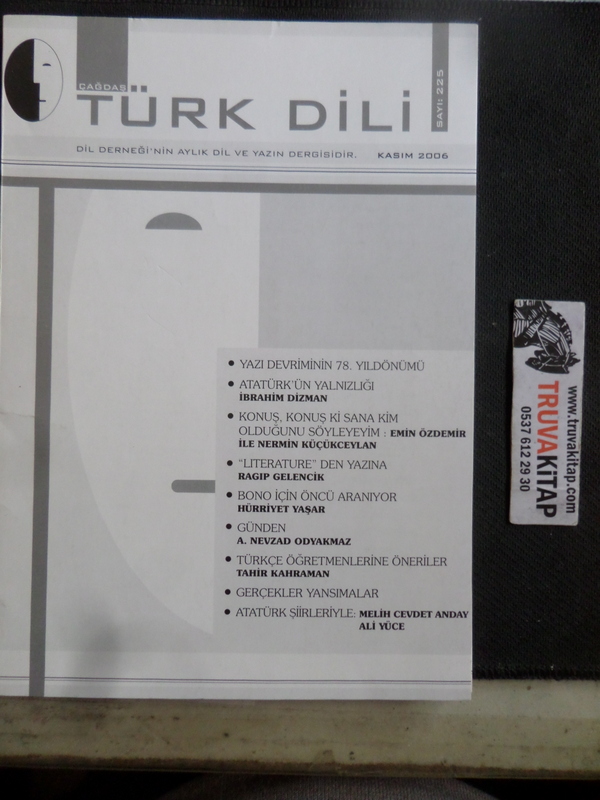 ÇAĞDAŞ
TÜRK DİLİ
SAYI: 225
DİL DERNEĞİ'NİN AYLIK DİL VE YAZIN DERGİSİDİR. KASIM 2006
• YAZI DEVRİMİNİN 78. YILDÖNÜMÜ
• ATATÜRK'ÜN YALNIZLIĞI
İBRAHİM DİZMAN
• KONUŞ, KONUŞ Kİ SANA KİM
OLDUĞUNU SÖYLEYEYİM : EMİN ÖZDEMİR
İLE NERMİN KÜÇÜKCEYLAN
• "LITERATURE" DEN YAZINA
RAGIP GELENCİK
• BONO İÇİN ÖNCÜ ARANIYOR
HÜRRİYET YAŞAR
• GÜNDEN
A. NEVZAD ODYAKMAZ
• TÜRKÇE ÖĞRETMENLERİNE ÖNERİLER
TAHİR KAHRAMAN
• GERÇEKLER YANSIMALAR
• ATATÜRK ŞİİRLERİYLE: MELİH CEVDET ANDAY
ALİ YÜCE
www.truvakitap.com
TRUVAKİTAP
0537 612 29 30